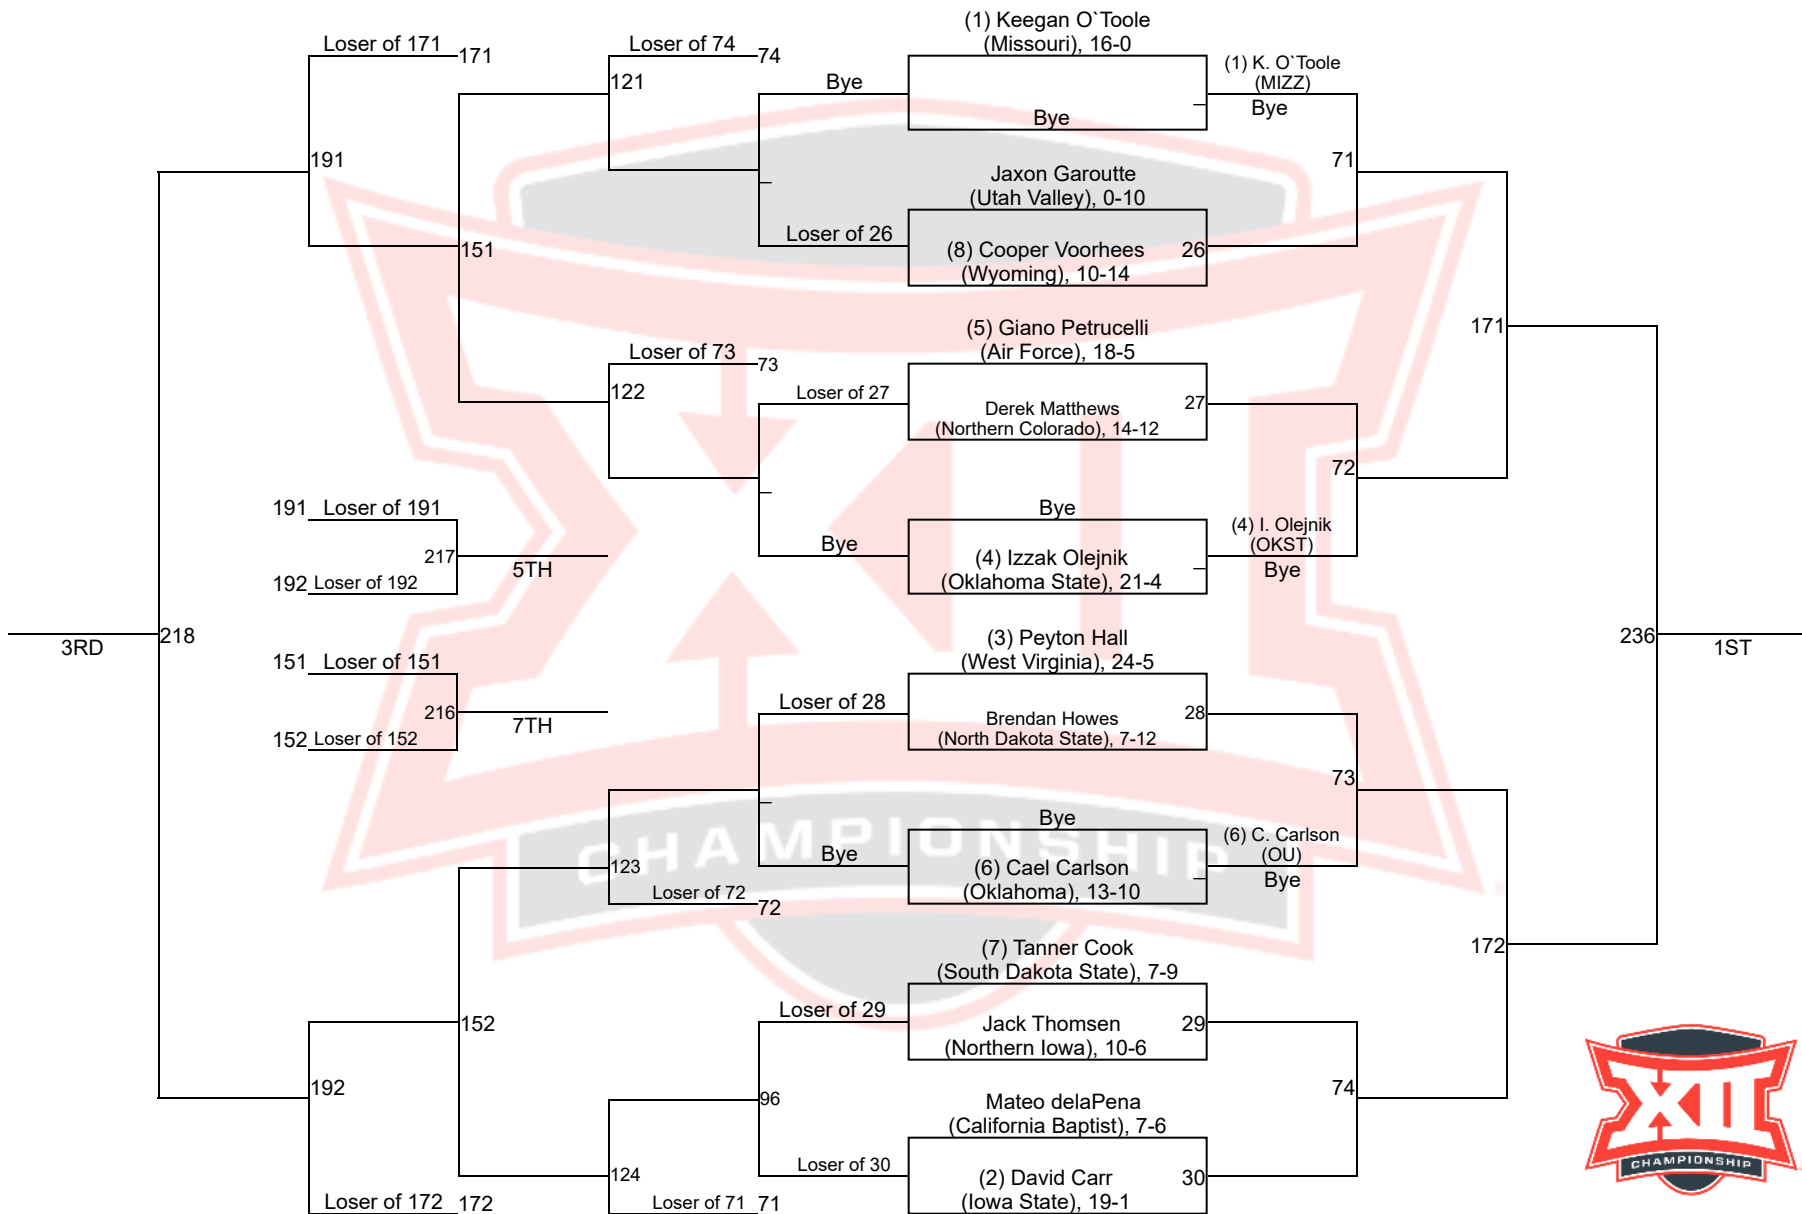 (1) Keegan O`Toole
(Missouri), 16-0
Loser of 171
171
Loser of 74
74
(1) K. O`Toole
(MIZZ)
121
Bye
Bye
Bye
191
71
Jaxon Garoutte
(Utah Valley), 0-10
Loser of 26
151
(8) Cooper Voorhees
26
(Wyoming), 10-14
(5) Giano Petrucelli
(Air Force), 18-5
171
Loser of 73
73
122
Loser of 27
27
Derek Matthews
(Northern Colorado), 14-12
72
191
Loser of 191
Bye
(4) I. Olejnik
(OKST)
Bye
217
5TH
(4) Izzak Olejnik
Bye
192
Loser of 192
(Oklahoma State), 21-4
3RD
218
(3) Peyton Hall
(West Virginia), 24-5
236
1ST
151
Loser of 151
Loser of 28
28
216
7TH
Brendan Howes
(North Dakota State), 7-12
152
Loser of 152
73
Bye
(6) C. Carlson
(OU)
Bye
123
(6) Cael Carlson
Bye
(Oklahoma), 13-10
Loser of 72
72
CHAMPIONSHIP
(7) Tanner Cook
172
(South Dakota State), 7-9
Loser of 29
152
Jack Thomsen
29
(Northern Iowa), 10-6
192
96
74
Mateo delaPena
(California Baptist), 7-6
Loser of 30
124
(2) David Carr
30
(Iowa State), 19-1
Loser of 172
172
Loser of 71
71
XII
CHAMPIONSHIP